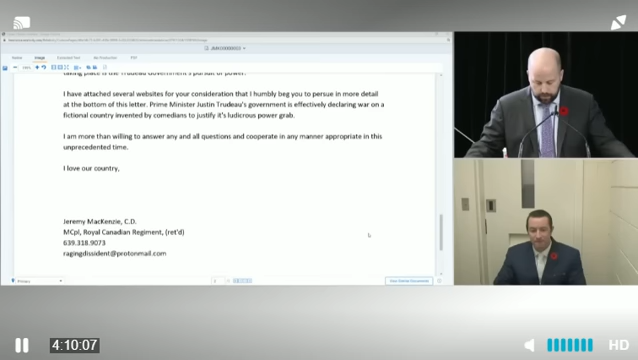 taking place is the Trudeau Government's pursuit of power.
I have attached several websites for your consideration that I humbly beg you to persue in more detail
at the bottom of this letter. Prime Minister Justin Trudeau's government is effectively declaring war on a
fictional country invented by comedians to justify it's ludicrous power grab.
I am more than willing to answer any and all questions and cooperate in any manner appropriate in this
unprecedented time.
I love our country,
Jeremy MacKenzie, C.D.
MCpl, Royal Canadian Regiment, (ret'd)
639.318.9073
ragingdissident@protonmail.com
4:10:07
HD